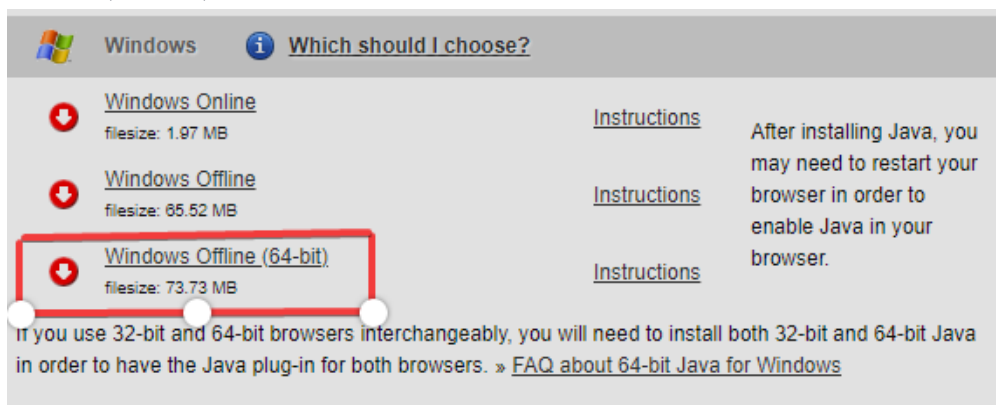 Windows Which should I choose?
Windows Online
filesize: 1.97 MB
Instructions
Windows Offline
filesize: 65.52 MB
Instructions
Windows Offline (64-bit)
filesize: 73.73 MB
Instructions
After installing Java, you
may need to restart your
browser in order to
enable Java in your
browser.
If you use 32-bit and 64-bit browsers interchangeably, you will need to install both 32-bit and 64-bit Java
in order to have the Java plug-in for both browsers. » FAQ about 64-bit Java for Windows